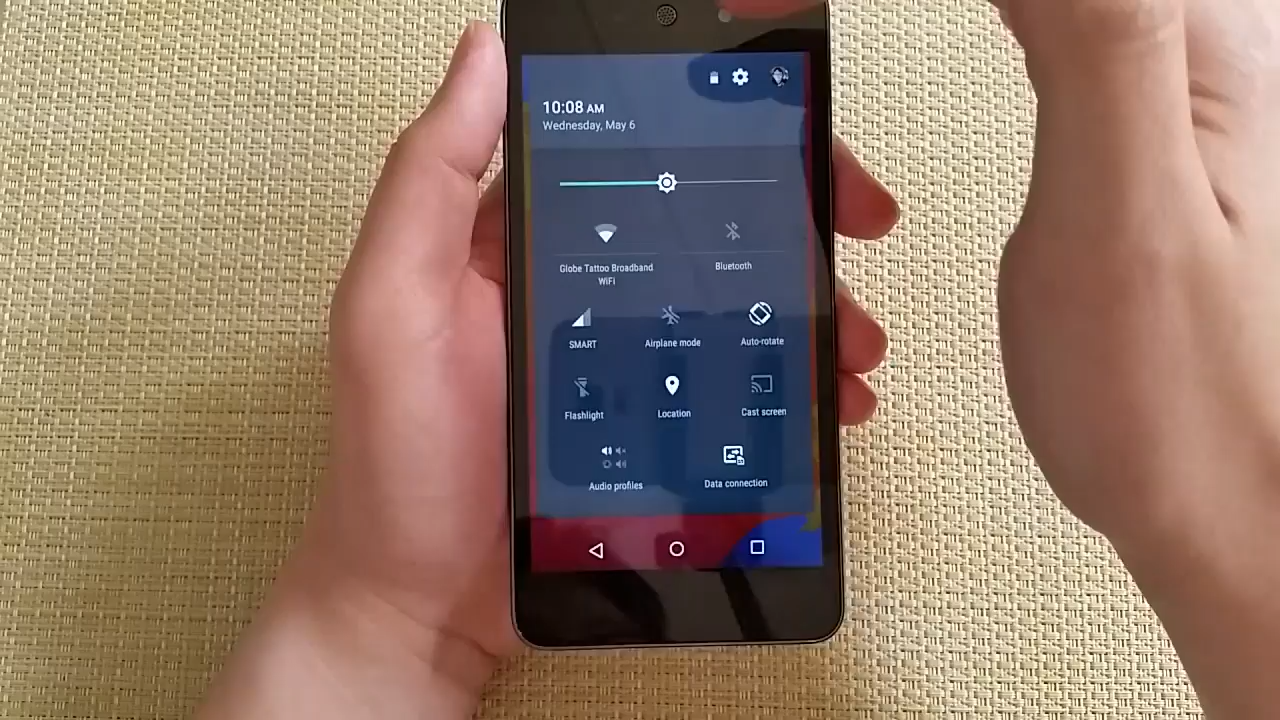 10:08 AM
Wednesday, May 6
Globe Tattoo Broadband
WiFi
Bluetooth
SMART
Airplane mode
Auto-rotate
Flashlight
Location
Cast screen
Audio profiles
Data connection